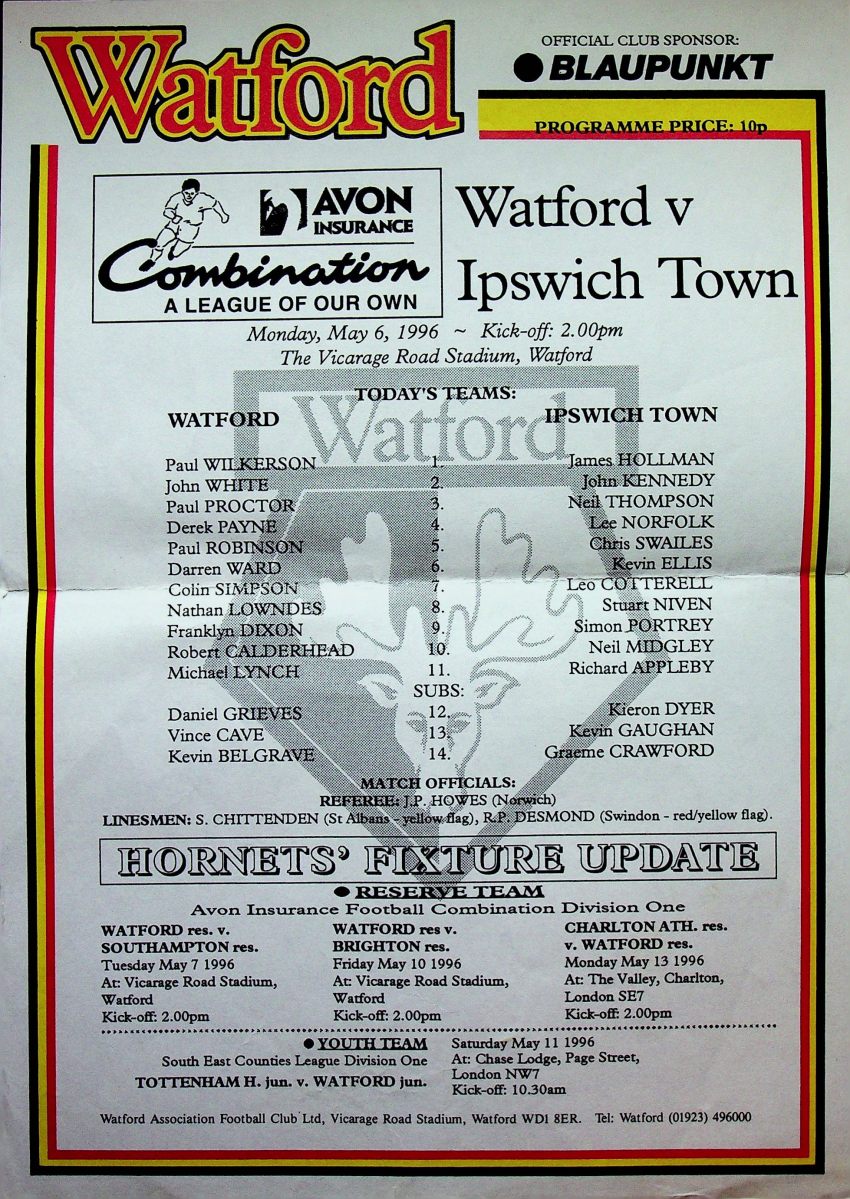 Watford
OFFICIAL CLUB SPONSOR:
BLAUPUNKT
PROGRAMME PRICE: 10p
AVON
INSURANCE
Combination
A LEAGUE OF OUR OWN
Watford v
Ipswich Town
Monday, May 6, 1996 ~ Kick-off: 2.00pm
The Vicarage Road Stadium, Watford
TODAY'S TEAMS:
WATFORD IPSWICH TOWN
Watford
Paul WILKERSON 1. James HOLLMAN
John WHITE 2. John KENNEDY
Paul PROCTOR 3. Neil THOMPSON
Derek PAYNE 4. Lee NORFOLK
Paul ROBINSON 5. Chris SWAILES
Darren WARD 6. Kevin ELLIS
Colin SIMPSON 7. Leo COTTERELL
Nathan LOWNDES 8. Stuart NIVEN
Franklyn DIXON 9. Simon PORTREY
Robert CALDERHEAD 10. Neil MIDGLEY
Michael LYNCH 11. Richard APPLEBY
SUBS:
Daniel GRIEVES 12. Kieron DYER
Vince CAVE 13. Kevin GAUGHAN
Kevin BELGRAVE 14. Graeme CRAWFORD
MATCH OFFICIALS:
REFEREE: J.P. HOWES (Norwich)
LINESMEN: S. CHITTENDEN (St Albans - yellow flag), R.P. DESMOND (Swindon - red/yellow flag).
HORNETS' FIXTURE UPDATE
● RESERVE TEAM
Avon Insurance Football Combination Division One
WATFORD res. v.
SOUTHAMPTON res.
Tuesday May 7 1996
At: Vicarage Road Stadium,
Watford
Kick-off: 2.00pm
WATFORD res v.
BRIGHTON res.
Friday May 10 1996
At: Vicarage Road Stadium,
Watford
Kick-off: 2.00pm
CHARLTON ATH. res.
v. WATFORD res.
Monday May 13 1996
At: The Valley, Charlton,
London SE7
Kick-off: 2.00pm
● YOUTH TEAM
South East Counties League Division One
TOTTENHAM H. jun. v. WATFORD jun.
Saturday May 11 1996
At: Chase Lodge, Page Street,
London NW7
Kick-off: 10.30am
Watford Association Football Club Ltd, Vicarage Road Stadium, Watford WD1 8ER. Tel: Watford (01923) 496000